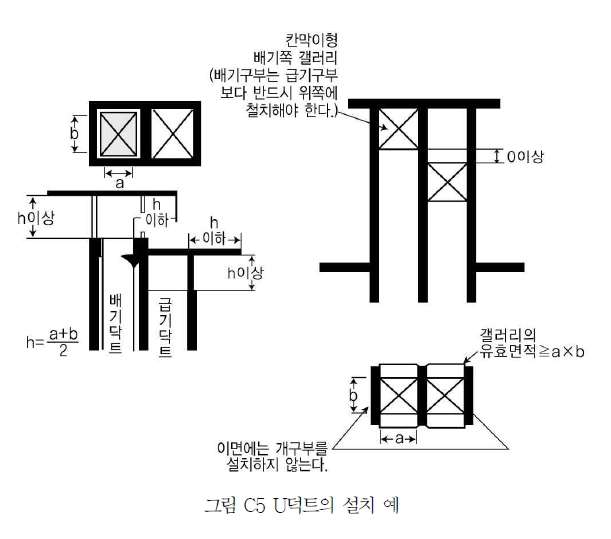 칸막이형
배기쪽 갤러리
(배기구부는 급기구부
보다 반드시 위쪽에
철치해야 한다.)
b
a
0이상
h이상
h
이하
h
이하
h이상
배기닥트
급기닥트
h=a+b/2
갤러리의
유효면적≧a×b
b
a
이면에는 개구부를
설치하지 않는다.
그림 C5 U덕트의 설치 예